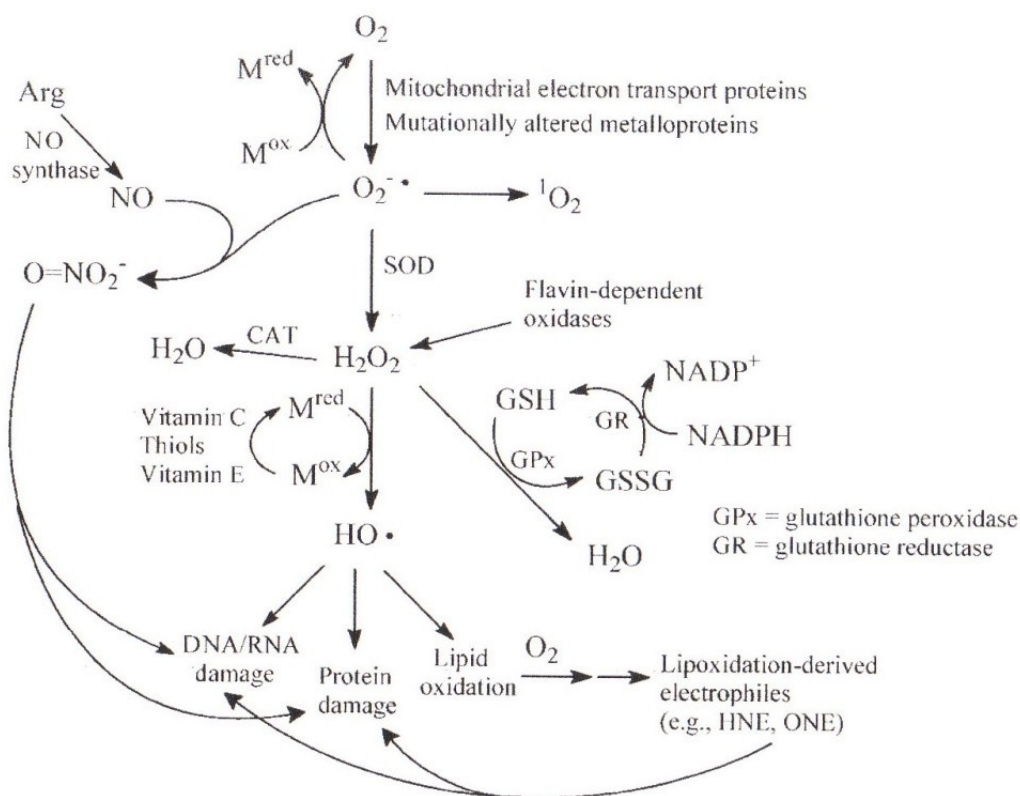 O₂
Mʳᵉᵈ
Mitochondrial electron transport proteins
Mutationally altered metalloproteins
Arg
NO
synthase
Mᵒˣ
NO
O₂⁻•
¹O₂
O=NO₂⁻
SOD
Flavin-dependent
oxidases
H₂O
CAT
H₂O₂
NADP⁺
GSH
GR
NADPH
Vitamin C
Thiols
Vitamin E
Mʳᵉᵈ
Mᵒˣ
GPx
GSSG
GPx = glutathione peroxidase
GR = glutathione reductase
HO•
H₂O
DNA/RNA
damage
Protein
damage
Lipid
oxidation
O₂
Lipoxidation-derived
electrophiles
(e.g., HNE, ONE)